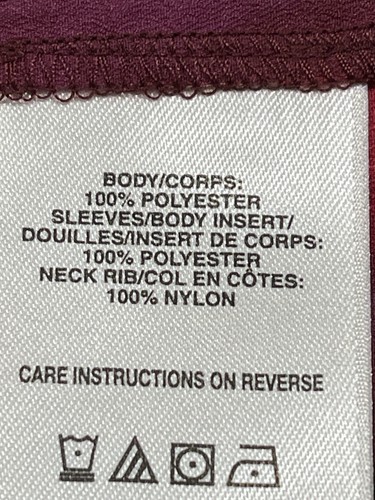 BODY/CORPS:
100% POLYESTER
SLEEVES/BODY INSERT/
DOUILLES/INSERT DE CORPS:
100% POLYESTER
NECK RIB/COL EN CÔTES:
100% NYLON
CARE INSTRUCTIONS ON REVERSE